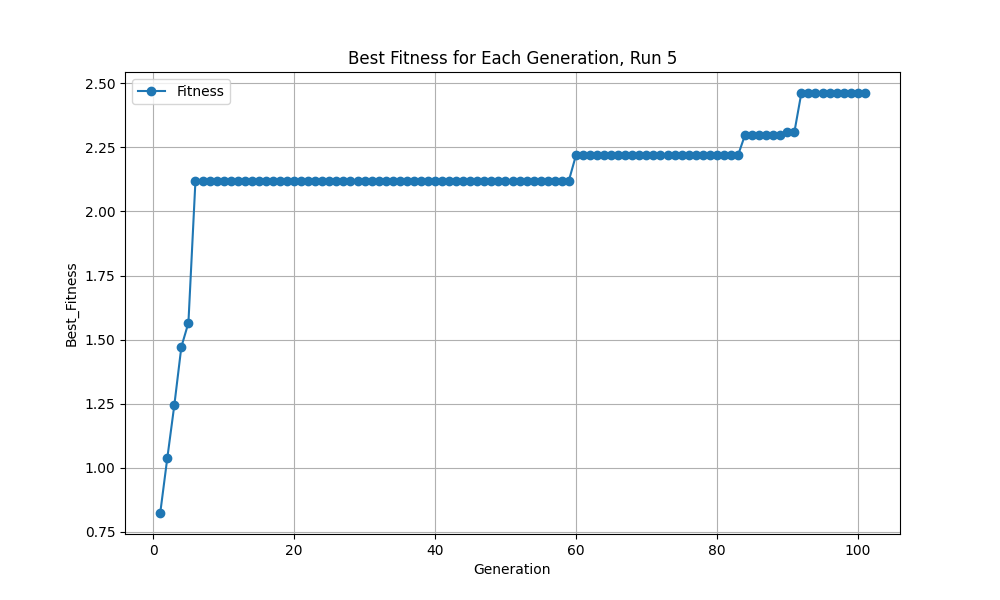 Best Fitness for Each Generation, Run 5
Fitness
Best_Fitness
2.50
2.25
2.00
1.75
1.50
1.25
1.00
0.75
0 20 40 60 80 100
Generation